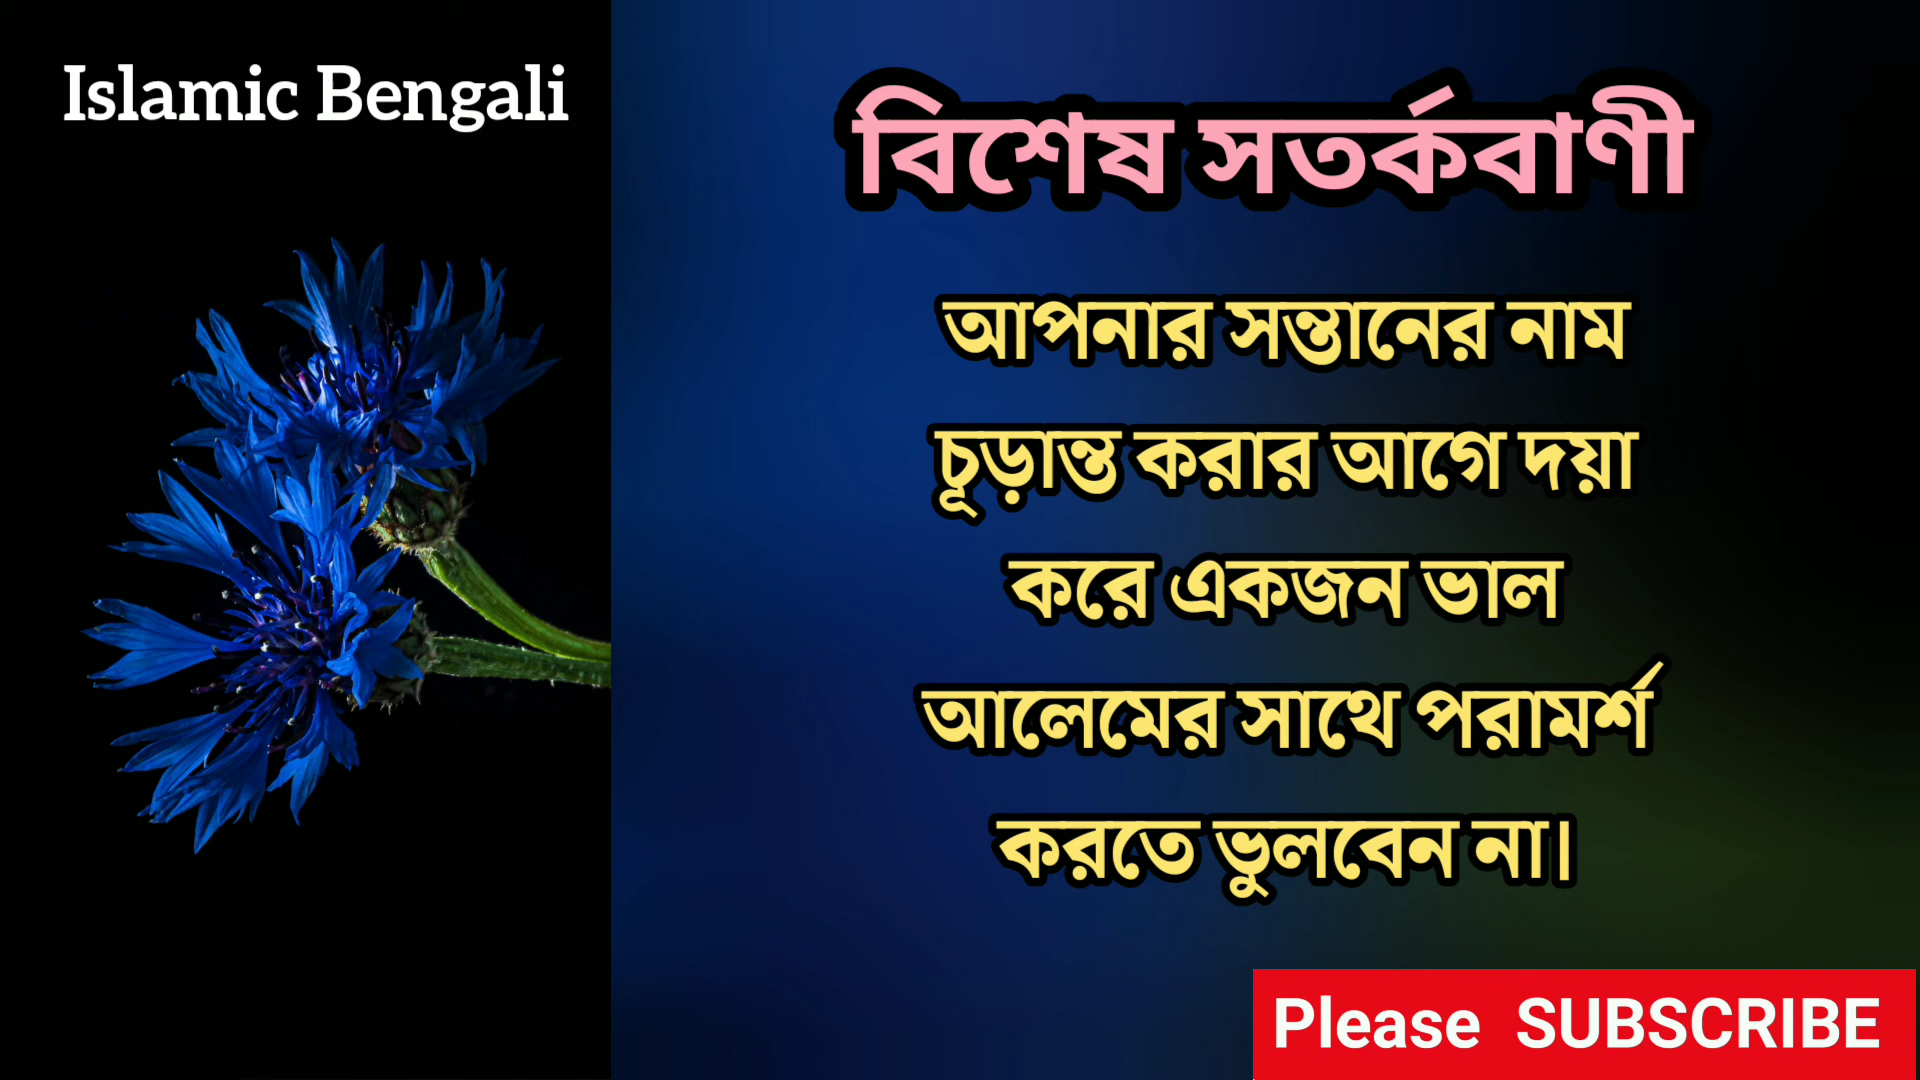 Islamic Bengali
বিশেষ সতর্কবাণী
আপনার সন্তানের নাম
চূড়ান্ত করার আগে দয়া
করে একজন ভাল
আলেমের সাথে পরামর্শ
করতে ভুলবেন না।
Please SUBSCRIBE